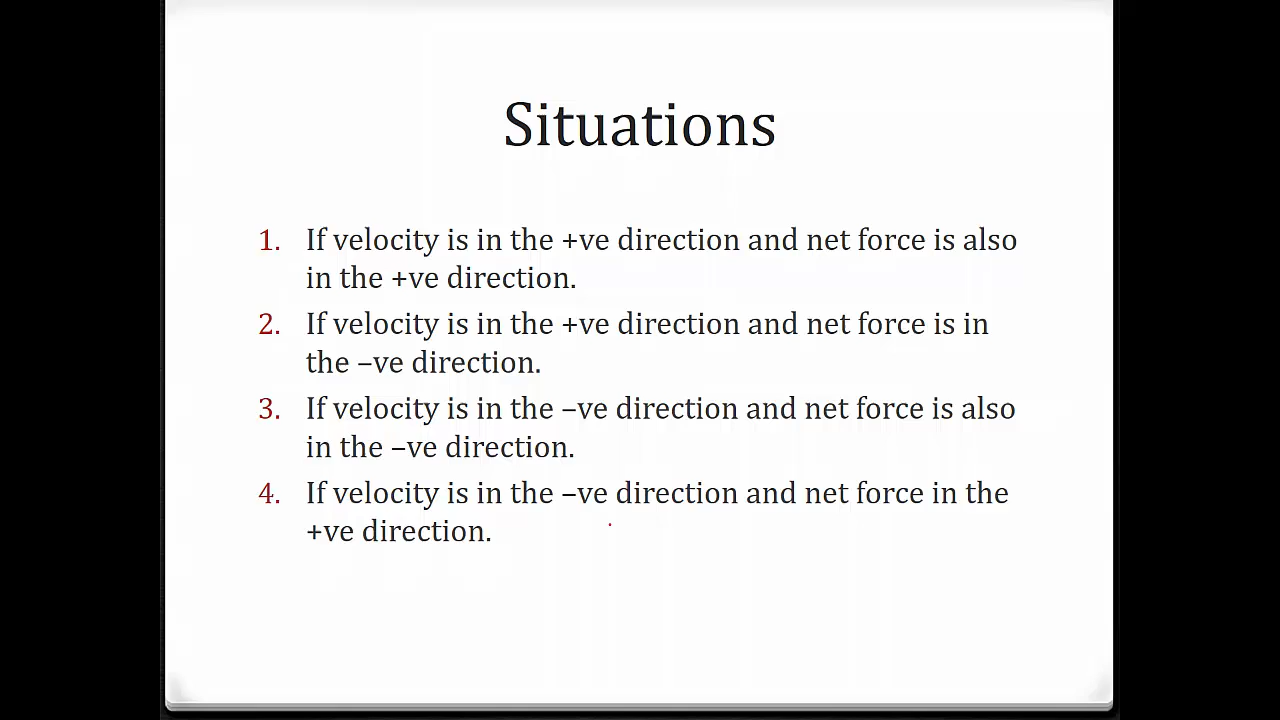 Situations
1. If velocity is in the +ve direction and net force is also
in the +ve direction.
2. If velocity is in the +ve direction and net force is in
the –ve direction.
3. If velocity is in the –ve direction and net force is also
in the –ve direction.
4. If velocity is in the –ve direction and net force in the
+ve direction.